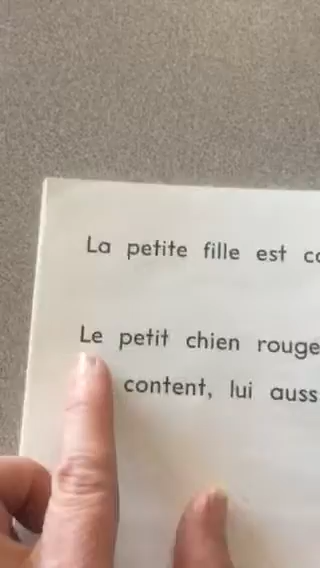 La petite fille est
Le petit chien rouge
content, lui